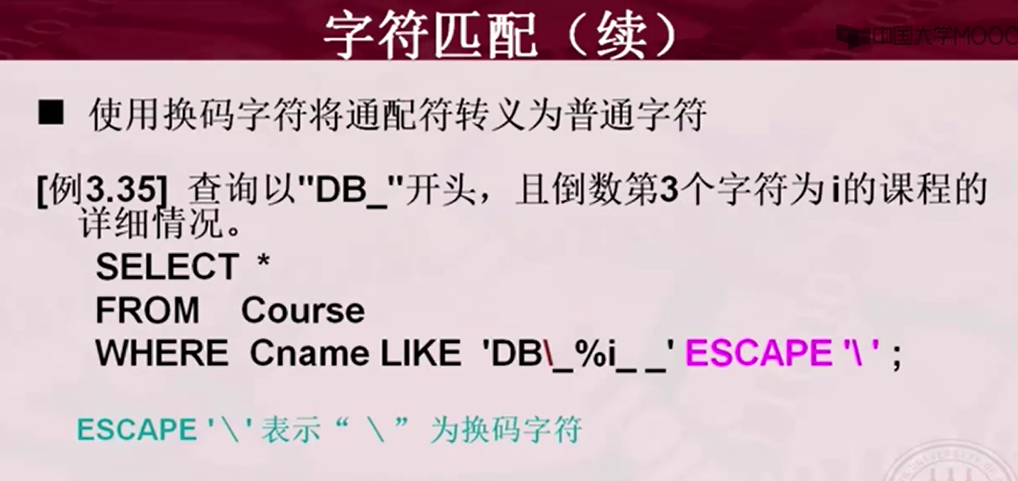 字符匹配（续）
中国大学MOOC
■ 使用换码字符将通配符转义为普通字符
[例3.35] 查询以"DB_"开头，且倒数第3个字符为i的课程的
详细情况。
SELECT *
FROM Course
WHERE Cname LIKE 'DB\_%i_ _' ESCAPE '\ ' ;
ESCAPE '＼' 表示“ ＼” 为换码字符